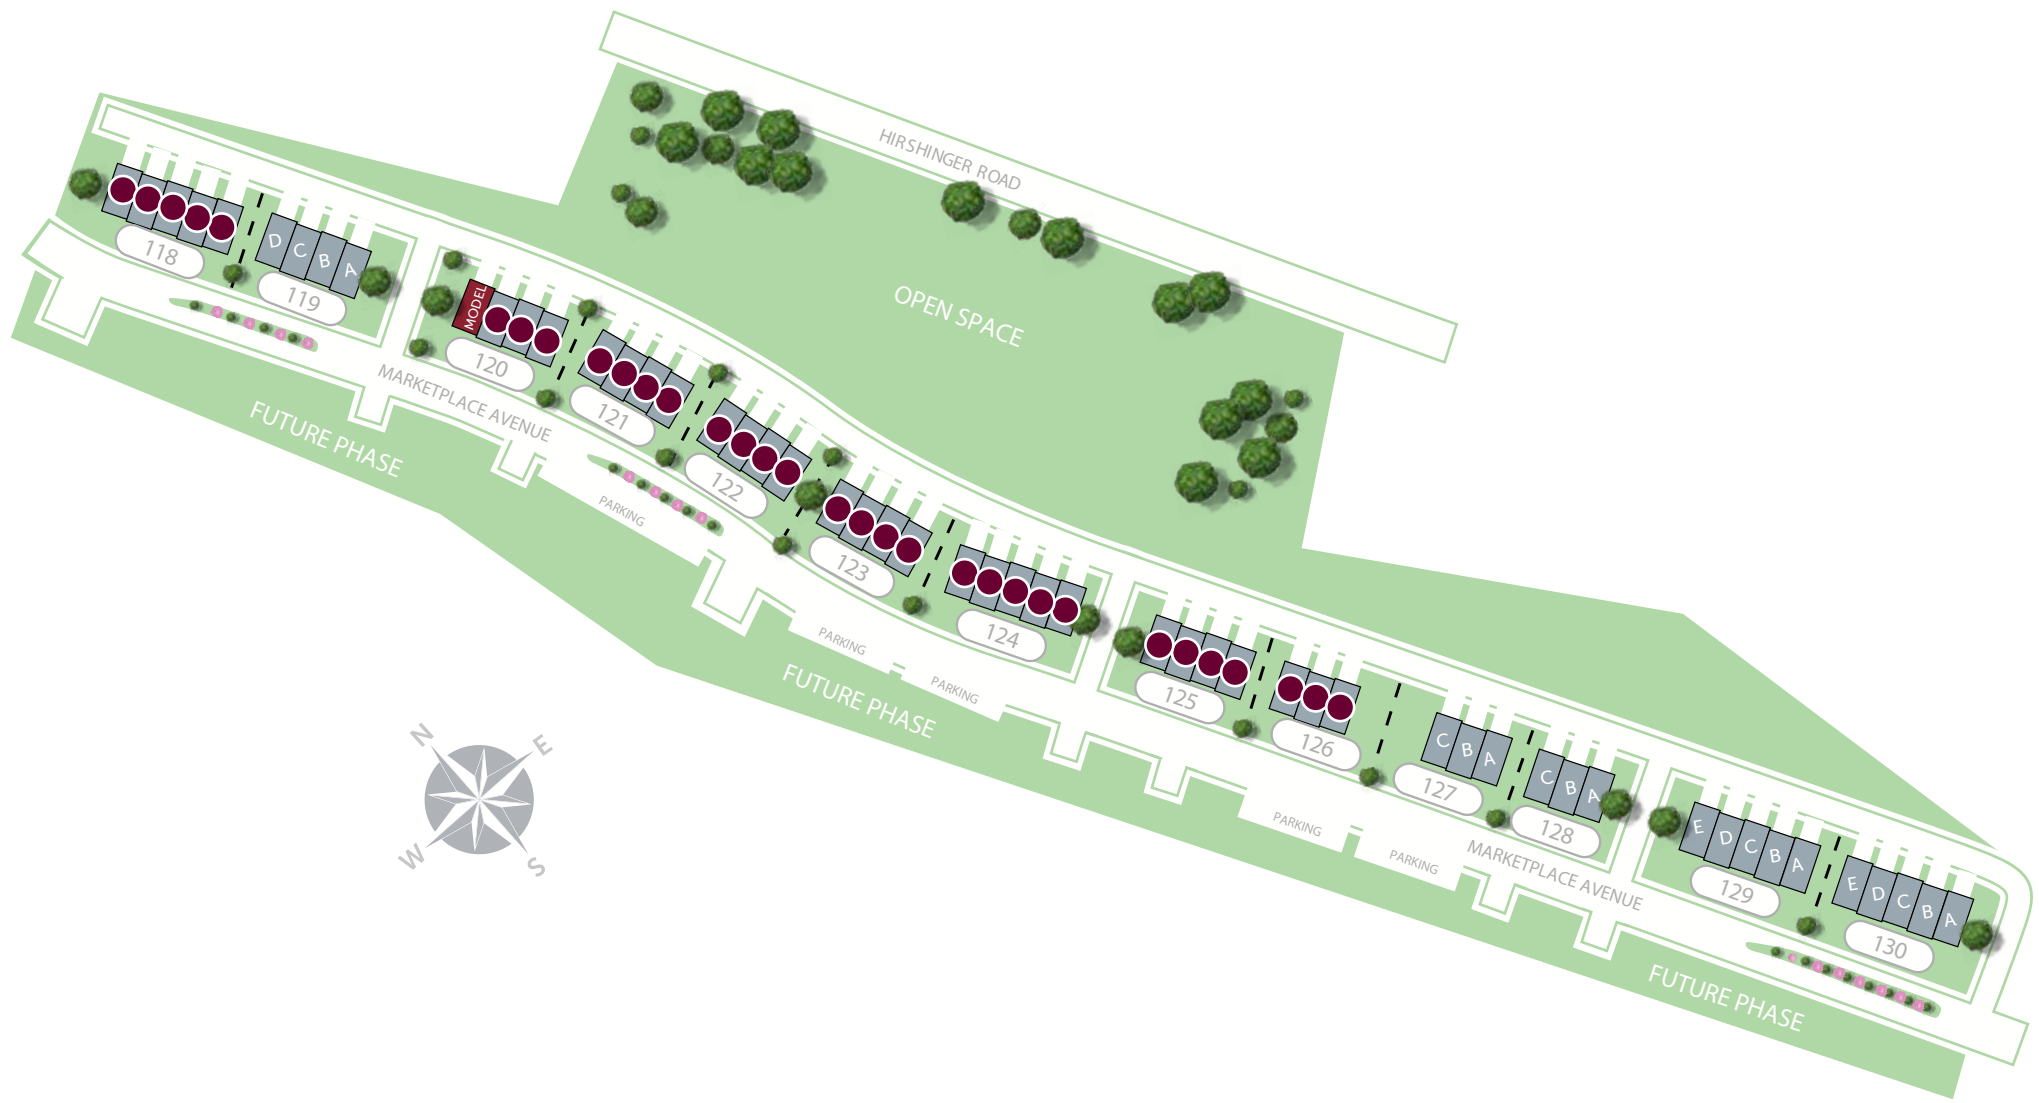 HIRSHINGER ROAD
OPEN SPACE
118
D C B A
119
MODEL
120
121
122
123
124
125
126
C B A
127
C B A
128
E D C B A
129
E D C B A
130
MARKETPLACE AVENUE
FUTURE PHASE
PARKING
PARKING
PARKING
FUTURE PHASE
PARKING
PARKING
MARKETPLACE AVENUE
FUTURE PHASE
N
E
W
S